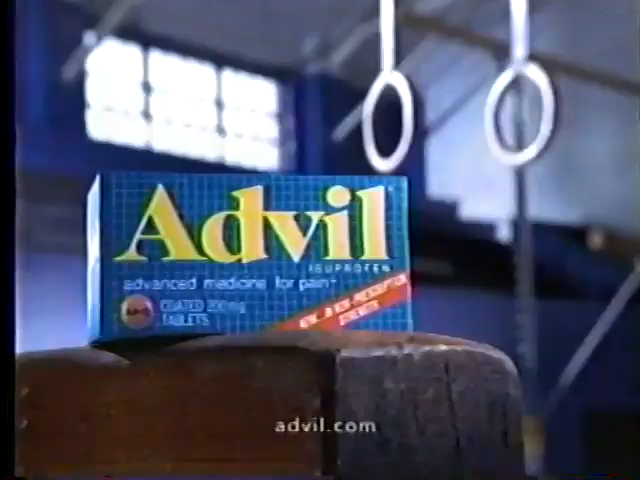 Advil
IBUPROFEN
advanced medicine for pain
COATED 200mg
TABLETS
advil.com